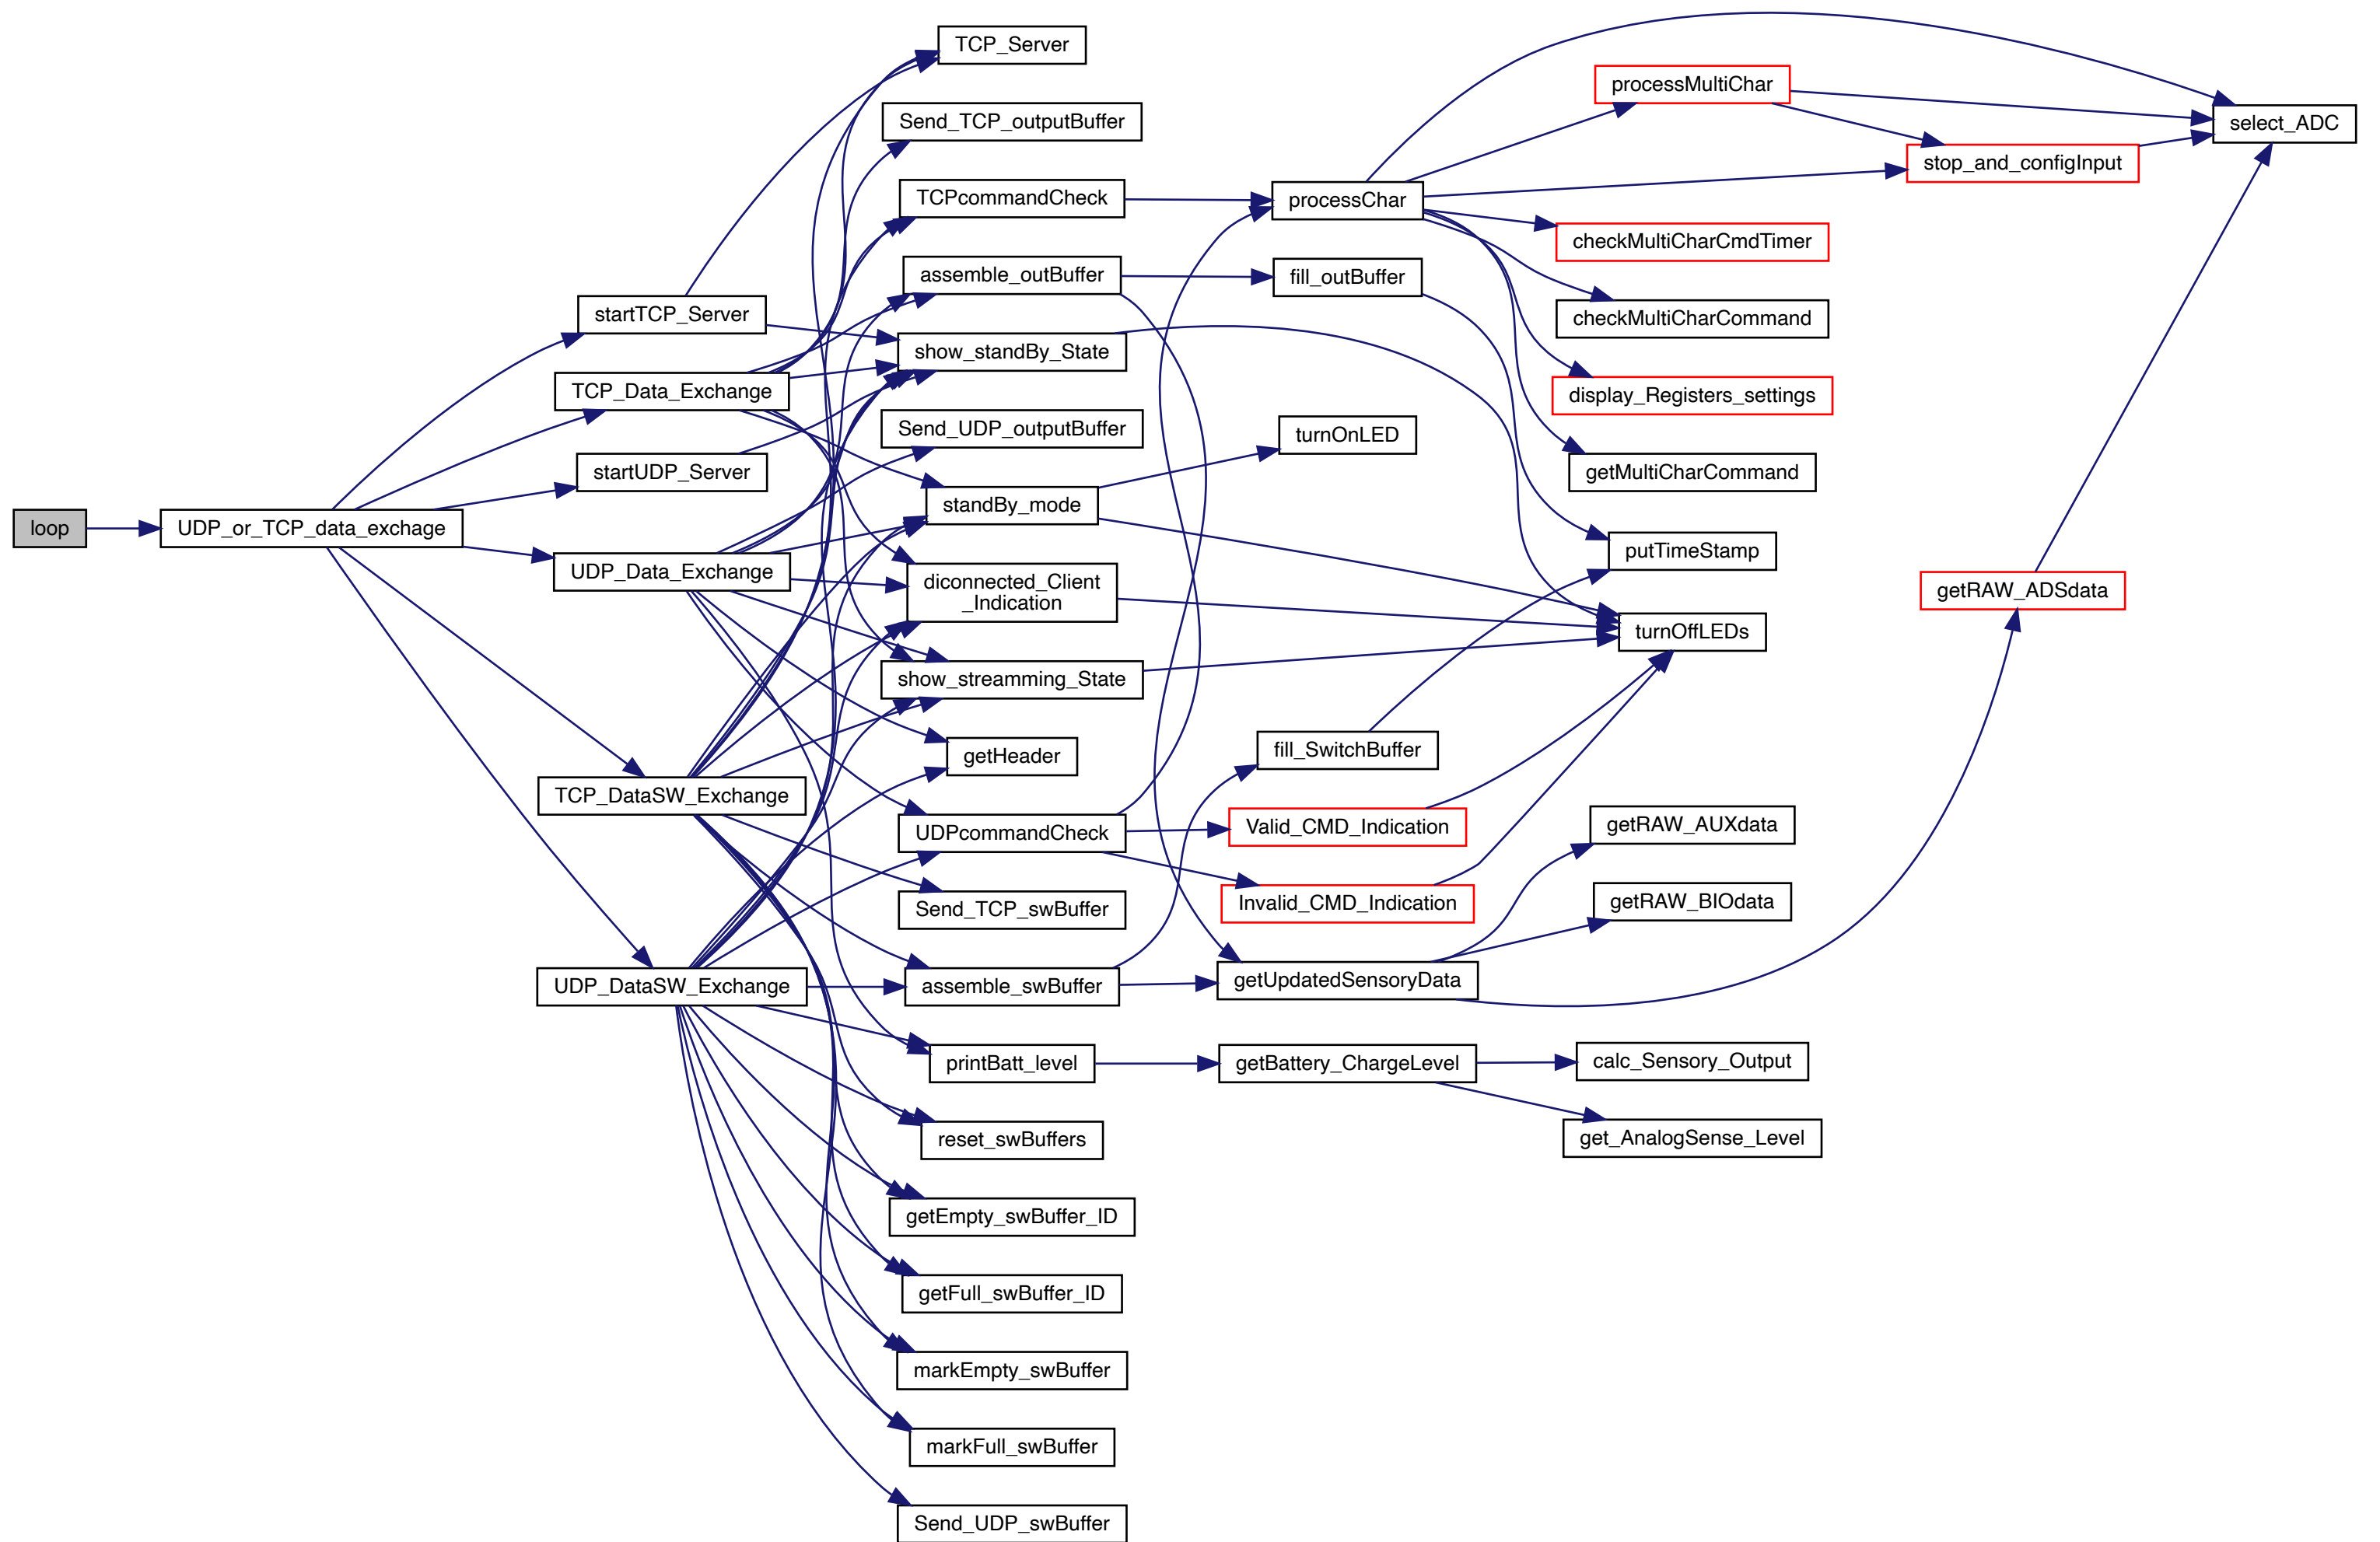 loop
UDP_or_TCP_data_exchage
startTCP_Server
TCP_Data_Exchange
startUDP_Server
UDP_Data_Exchange
TCP_DataSW_Exchange
UDP_DataSW_Exchange
TCP_Server
Send_TCP_outputBuffer
TCPcommandCheck
assemble_outBuffer
show_standBy_State
Send_UDP_outputBuffer
standBy_mode
diconnected_Client
_Indication
show_streamming_State
getHeader
UDPcommandCheck
Send_TCP_swBuffer
assemble_swBuffer
printBatt_level
reset_swBuffers
getEmpty_swBuffer_ID
getFull_swBuffer_ID
markEmpty_swBuffer
markFull_swBuffer
Send_UDP_swBuffer
processChar
fill_outBuffer
turnOnLED
fill_SwitchBuffer
Valid_CMD_Indication
Invalid_CMD_Indication
getUpdatedSensoryData
getBattery_ChargeLevel
processMultiChar
checkMultiCharCmdTimer
checkMultiCharCommand
display_Registers_settings
getMultiCharCommand
putTimeStamp
turnOffLEDs
getRAW_AUXdata
getRAW_BIOdata
calc_Sensory_Output
get_AnalogSense_Level
stop_and_configInput
getRAW_ADSdata
select_ADC